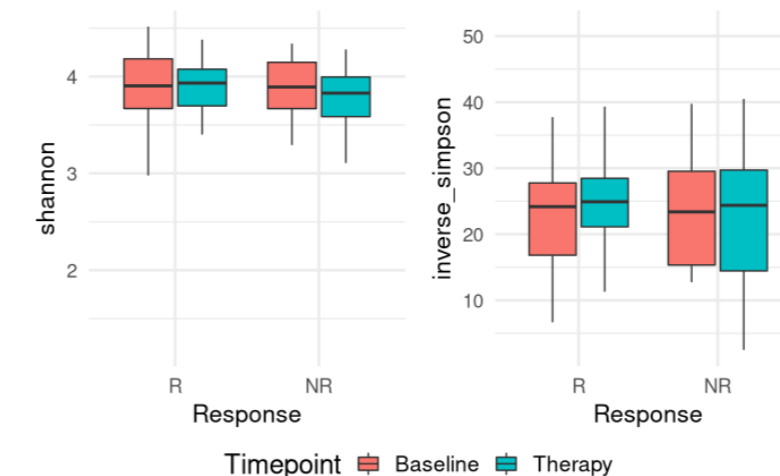 shannon
4
3
2
R NR
Response
inverse_simpson
50
40
30
20
10
R NR
Response
Timepoint Baseline Therapy